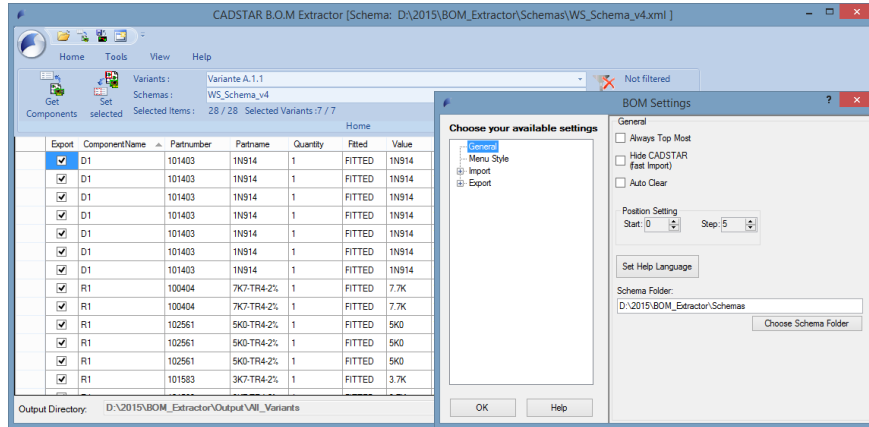 CADSTAR B.O.M Extractor [Schema: D:\2015\BOM_Extractor\Schemas\WS_Schema_v4.xml ]
Home Tools View Help
Get Components
Set selected
Variants : Variante A.1.1
Schemas : WS_Schema_v4
Selected Items : 28 / 28 Selected Variants :7 / 7
Not filtered
Home
Export ComponentName Partnumber Partname Quantity Fitted Value
D1 101403 1N914 1 FITTED 1N914
D1 101403 1N914 1 FITTED 1N914
D1 101403 1N914 1 FITTED 1N914
D1 101403 1N914 1 FITTED 1N914
D1 101403 1N914 1 FITTED 1N914
D1 101403 1N914 1 FITTED 1N914
D1 101403 1N914 1 FITTED 1N914
R1 100404 7K7-TR4-2% 1 FITTED 7.7K
R1 100404 7K7-TR4-2% 1 FITTED 7.7K
R1 102561 5K0-TR4-2% 1 FITTED 5K0
R1 102561 5K0-TR4-2% 1 FITTED 5K0
R1 102561 5K0-TR4-2% 1 FITTED 5K0
R1 101583 3K7-TR4-2% 1 FITTED 3.7K
Output Directory: D:\2015\BOM_Extractor\Output\All_Variants
BOM Settings ?
Choose your available settings
General
Menu Style
Import
Export
OK Help
General
Always Top Most
Hide CADSTAR
(fast Import)
Auto Clear
Position Setting
Start: 0 Step: 5
Set Help Language
Schema Folder:
D:\2015\BOM_Extractor\Schemas
Choose Schema Folder